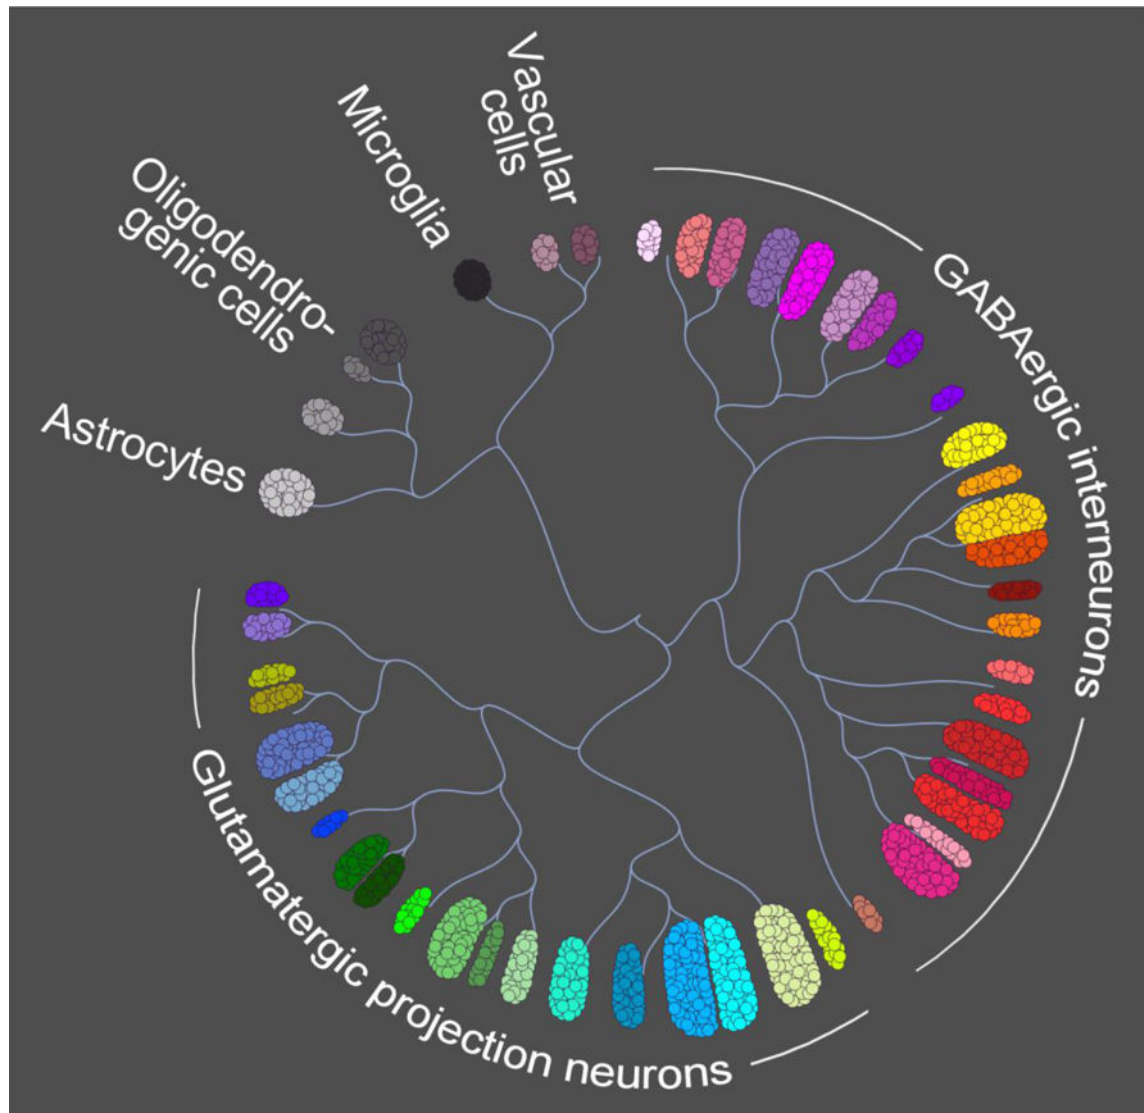 Vascular
cells
Microglia
Oligodendro-
genic cells
Astrocytes
GABAergic interneurons
Glutamatergic projection neurons